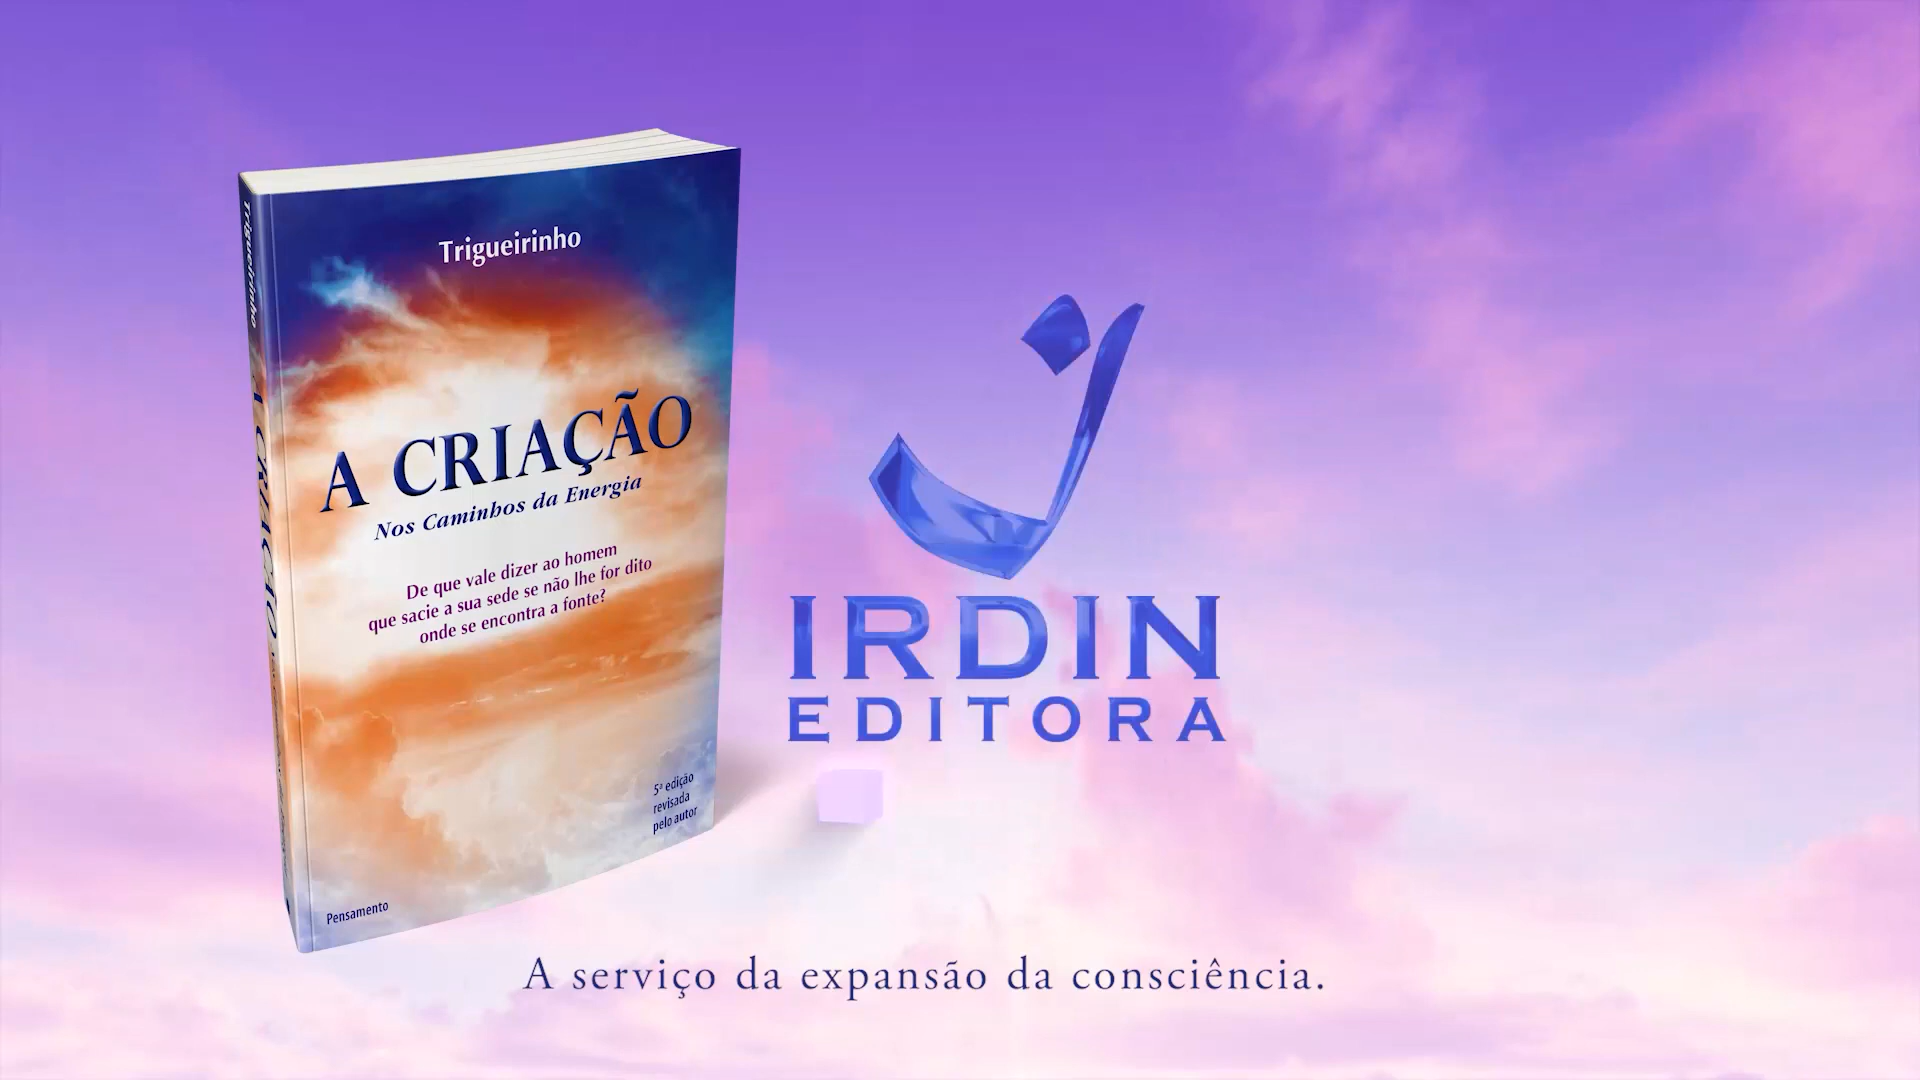 Trigueirinho
Trigueirinho
A CRIAÇÃO
Nos Caminhos da Energia
De que vale dizer ao homem
que sacie a sua sede se não lhe for dito
onde se encontra a fonte?
5ª edição
revisada
pelo autor
Pensamento
IRDIN
EDITORA
A serviço da expansão da consciência.